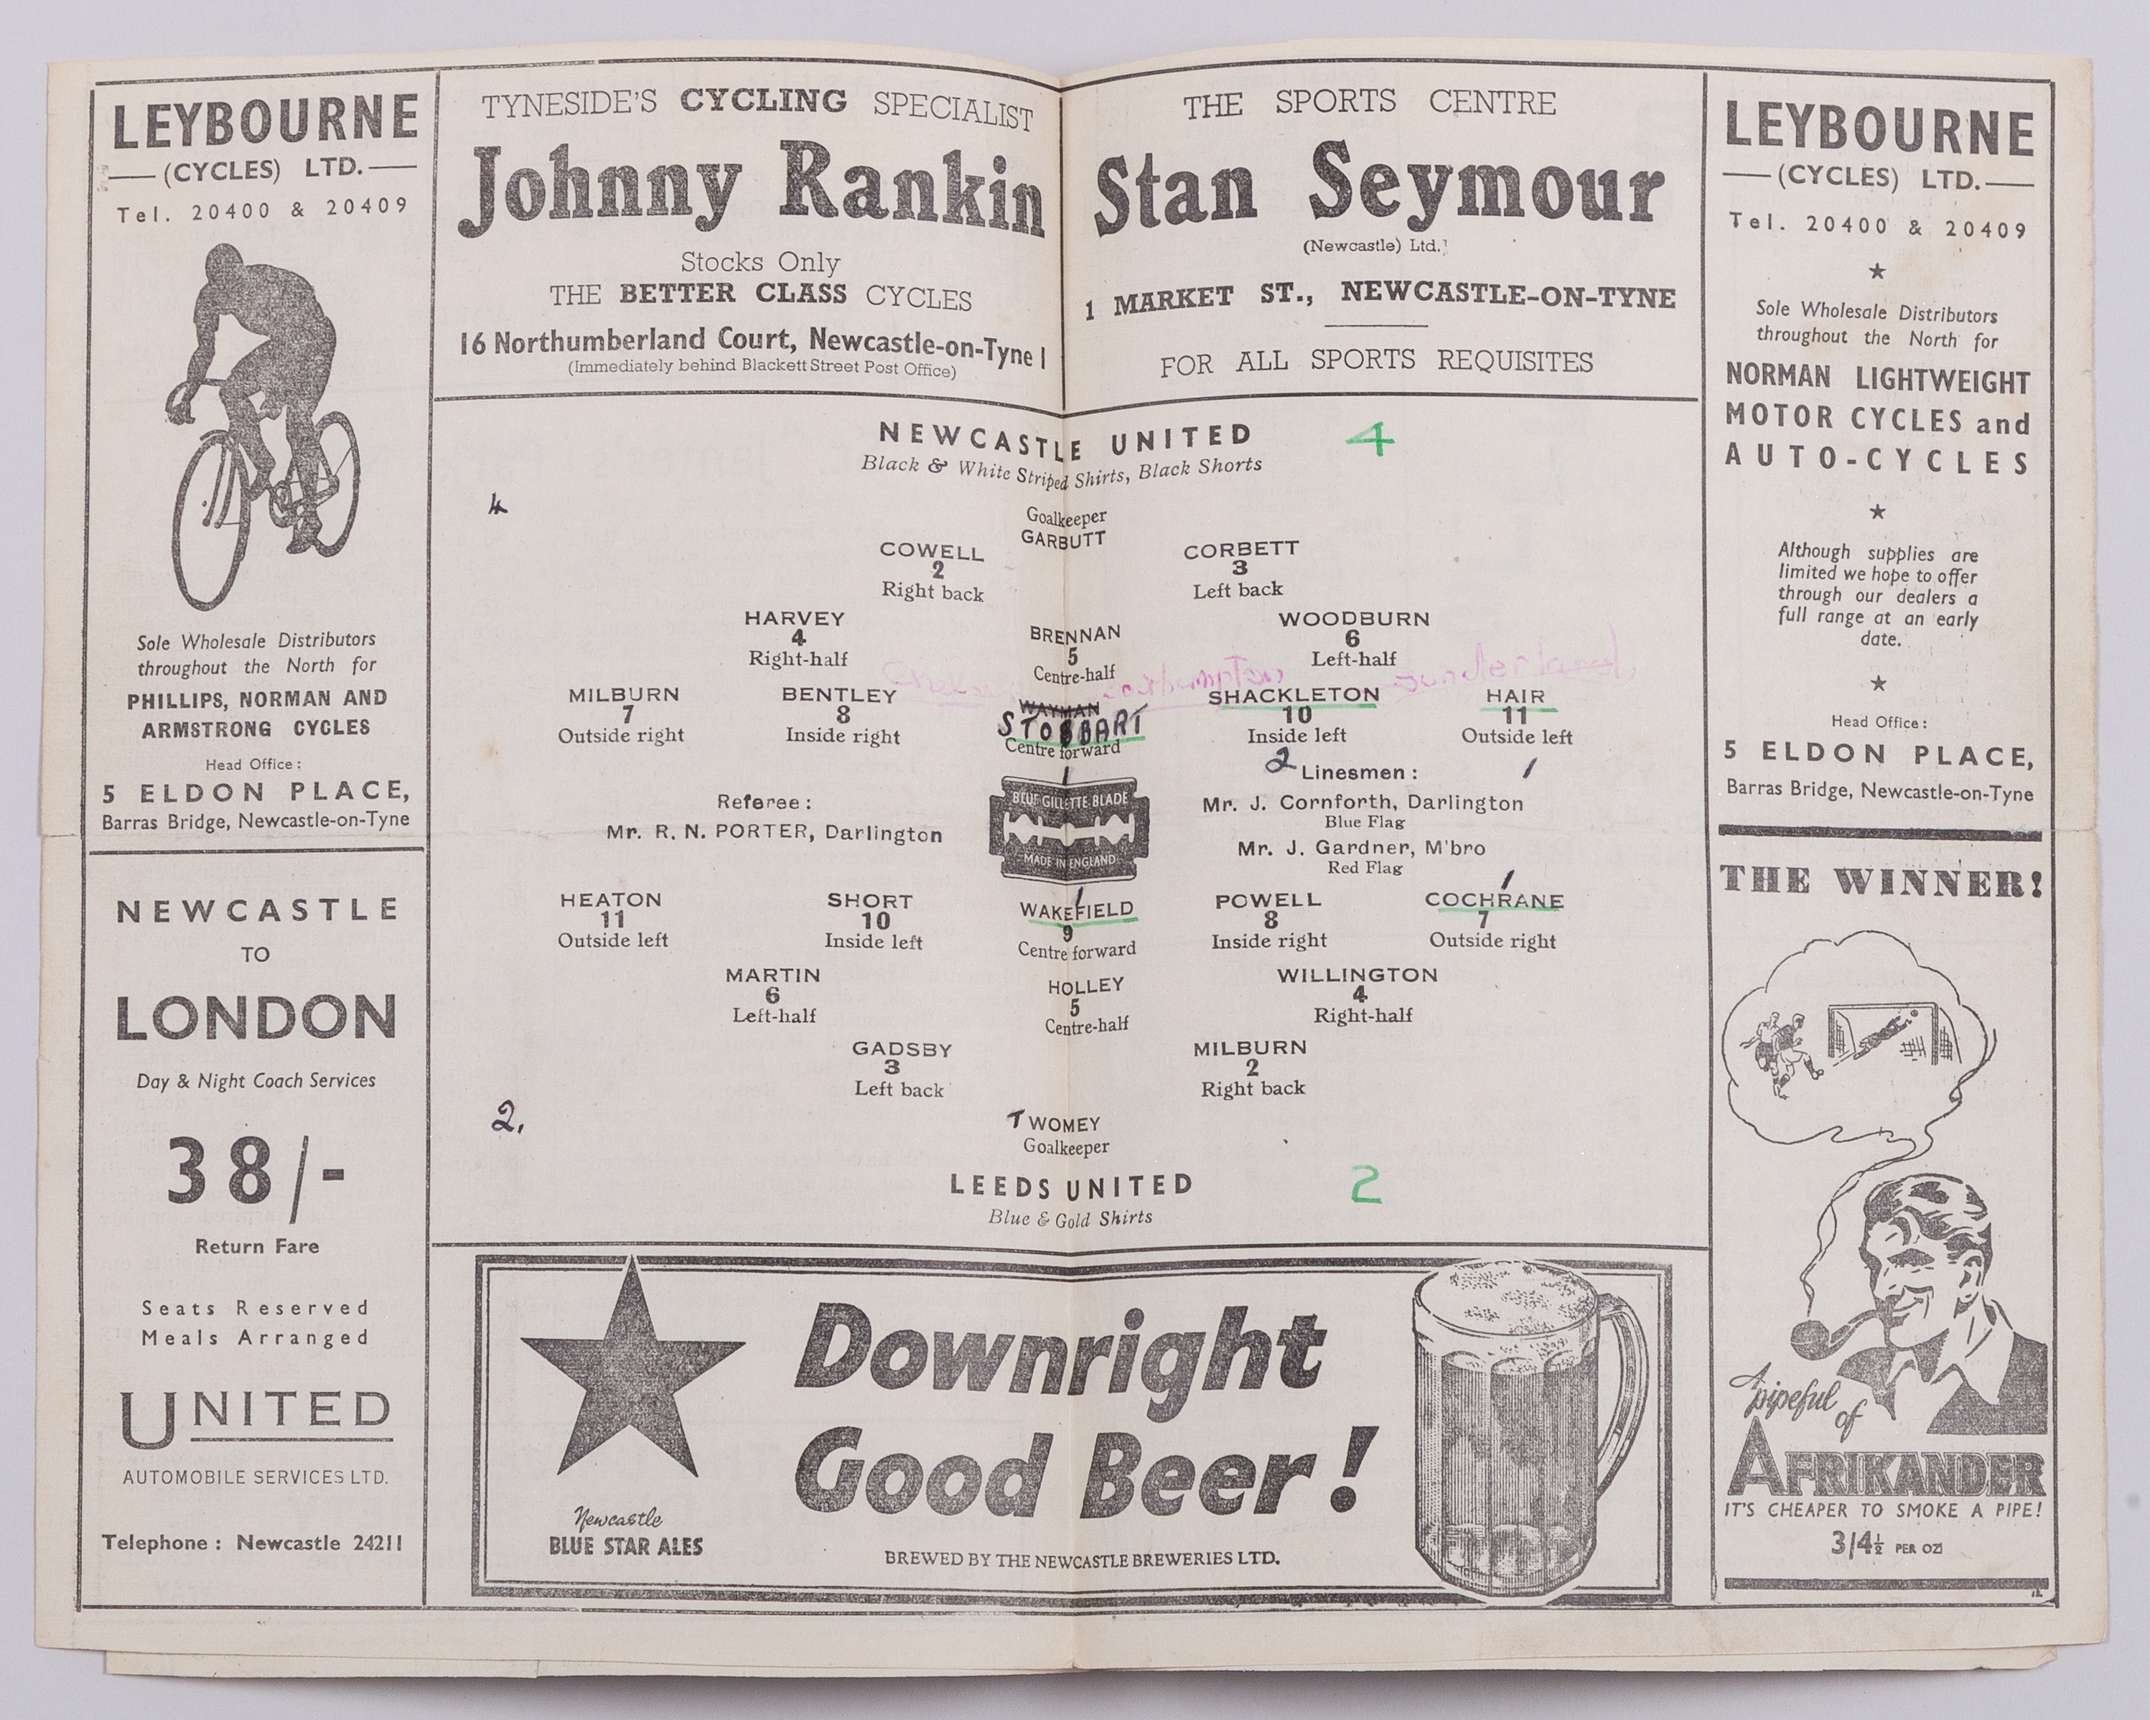 LEYBOURNE
(CYCLES) LTD.
Tel. 20400 & 20409
Sole Wholesale Distributors
throughout the North for
PHILLIPS, NORMAN AND
ARMSTRONG CYCLES
Head Office :
5 ELDON PLACE,
Barras Bridge, Newcastle-on-Tyne
NEWCASTLE
TO
LONDON
Day & Night Coach Services
38/-
Return Fare
Seats Reserved
Meals Arranged
UNITED
AUTOMOBILE SERVICES LTD.
Telephone : Newcastle 24211
TYNESIDE'S CYCLING SPECIALIST
Johnny Rankin
Stocks Only
THE BETTER CLASS CYCLES
16 Northumberland Court, Newcastle-on-Tyne 1
(Immediately behind Blackett Street Post Office)
THE SPORTS CENTRE
Stan Seymour
(Newcastle) Ltd.
1 MARKET ST., NEWCASTLE-ON-TYNE
FOR ALL SPORTS REQUISITES
NEWCASTLE UNITED 4
Black & White Striped Shirts, Black Shorts
4
Goalkeeper
GARBUTT
COWELL CORBETT
2 3
Right back Left back
HARVEY BRENNAN WOODBURN
4 5 6
Right-half Centre-half Left-half
MILBURN BENTLEY WAYMAN SHACKLETON HAIR
7 8 STOBBART 10 11
Outside right Inside right Centre forward Inside left Outside left
1 2 1
Referee :
Mr. R. N. PORTER, Darlington
BLUE GILLETTE BLADE
MADE IN ENGLAND
Linesmen :
Mr. J. Cornforth, Darlington
Blue Flag
Mr. J. Gardner, M'bro
Red Flag
1 1
HEATON SHORT WAKEFIELD POWELL COCHRANE
11 10 9 8 7
Outside left Inside left Centre forward Inside right Outside right
MARTIN HOLLEY WILLINGTON
6 5 4
Left-half Centre-half Right-half
GADSBY MILBURN
3 2
Left back Right back
2.
TWOMEY
Goalkeeper
LEEDS UNITED 2
Blue & Gold Shirts
Downright
Good Beer!
Newcastle
BLUE STAR ALES
BREWED BY THE NEWCASTLE BREWERIES LTD.
LEYBOURNE
(CYCLES) LTD.
Tel. 20400 & 20409
Sole Wholesale Distributors
throughout the North for
NORMAN LIGHTWEIGHT
MOTOR CYCLES and
AUTO-CYCLES
Although supplies are
limited we hope to offer
through our dealers a
full range at an early
date.
Head Office :
5 ELDON PLACE,
Barras Bridge, Newcastle-on-Tyne
THE WINNER!
A pipeful
of
AFRIKANDER
IT'S CHEAPER TO SMOKE A PIPE!
3/4½ PER OZ